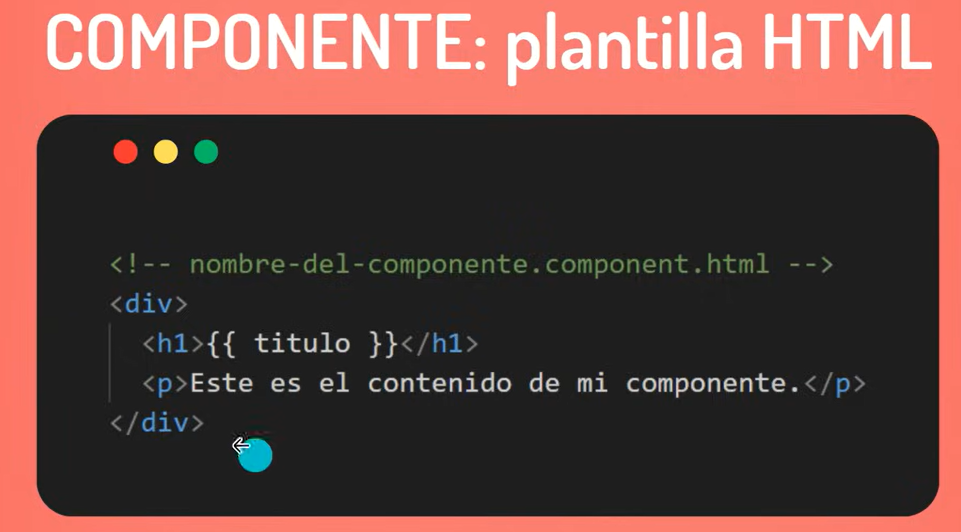 COMPONENTE: plantilla HTML
<!-- nombre-del-componente.component.html -->
<div>
<h1>{{ titulo }}</h1>
<p>Este es el contenido de mi componente.</p>
</div>